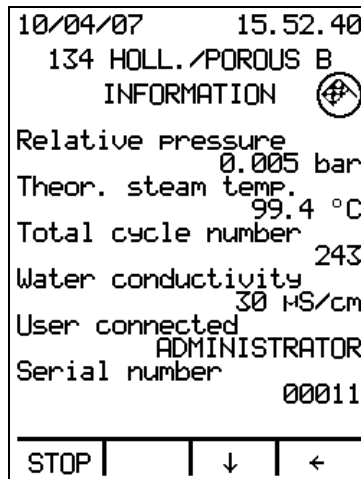 10/04/07 15.52.40
134 HOLL./POROUS B
INFORMATION
Relative pressure
0.005 bar
Theor. steam temp.
99.4 °C
Total cycle number
243
Water conductivity
30 µS/cm
User connected
ADMINISTRATOR
Serial number
00011
STOP ↓ ←